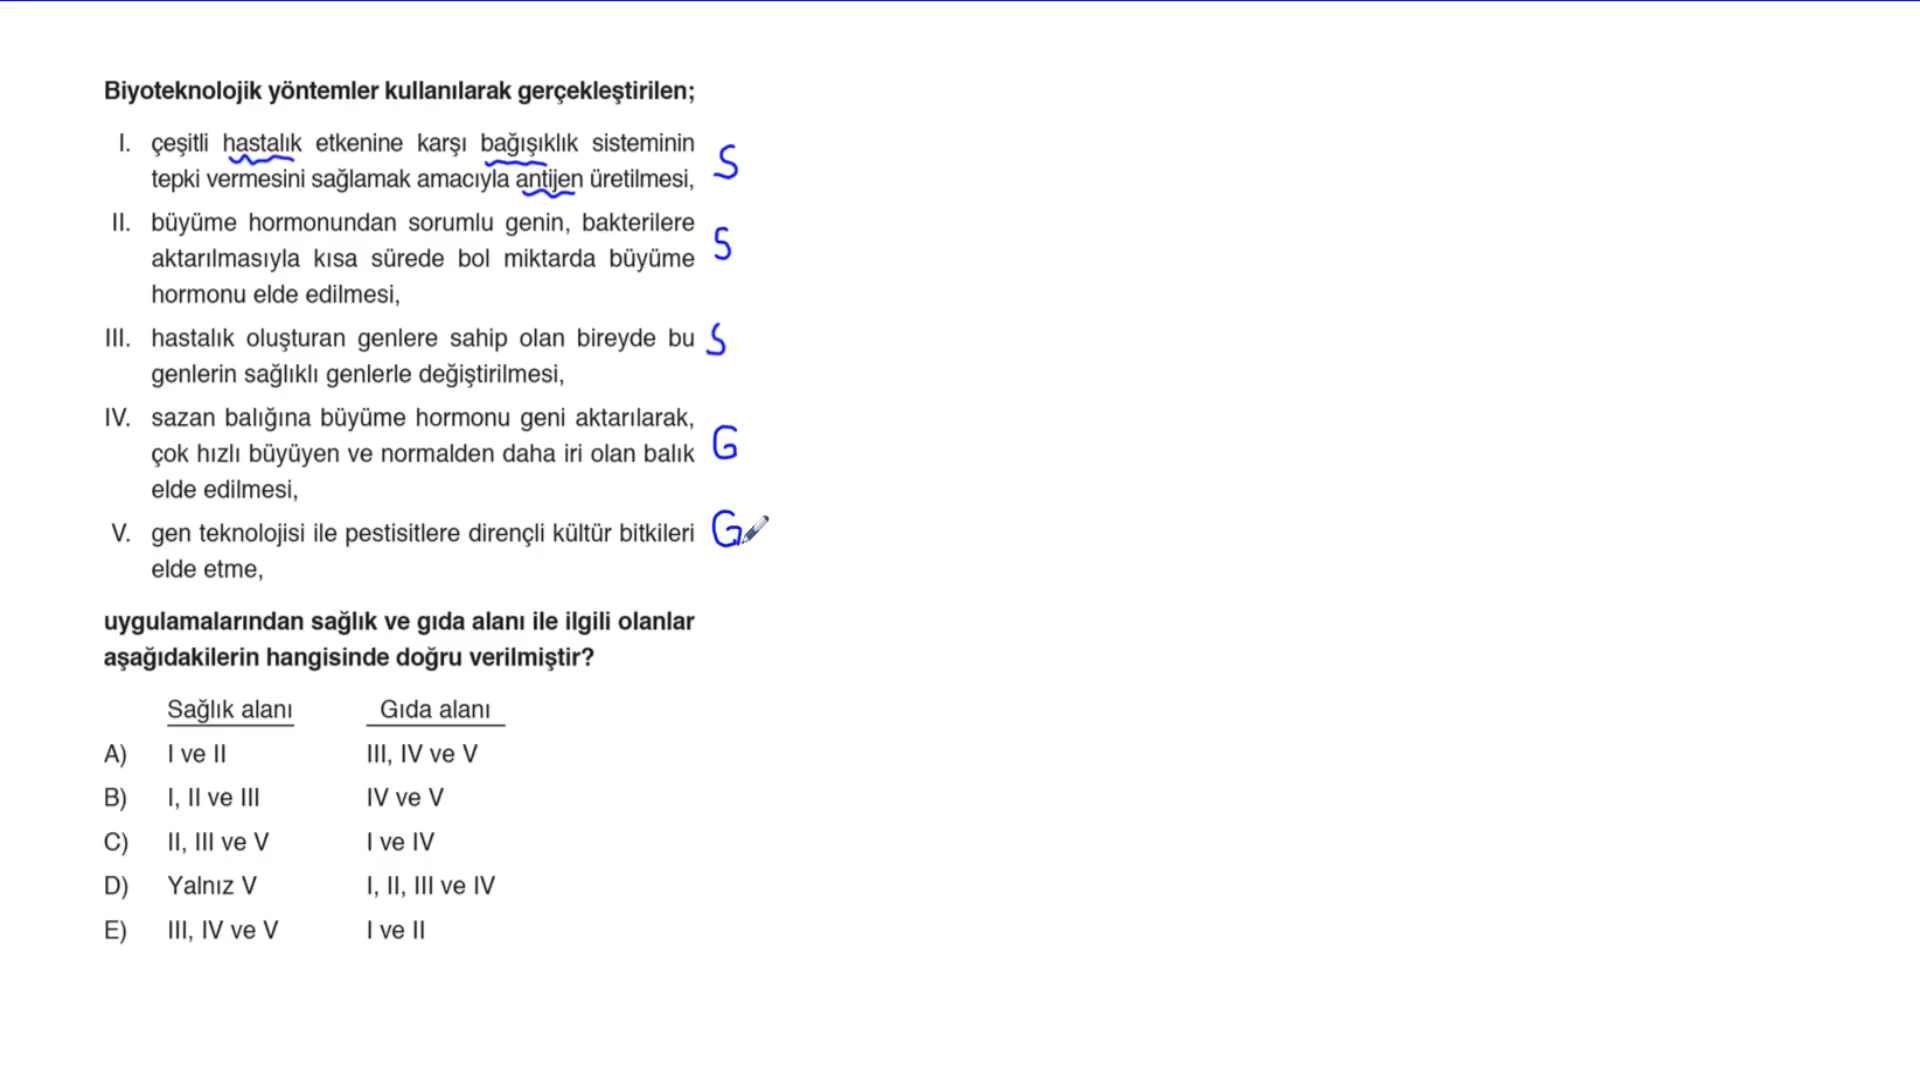 Biyoteknolojik yöntemler kullanılarak gerçekleştirilen;
I. çeşitli hastalık etkenine karşı bağışıklık sisteminin S
tepki vermesini sağlamak amacıyla antijen üretilmesi,
II. büyüme hormonundan sorumlu genin, bakterilere S
aktarılmasıyla kısa sürede bol miktarda büyüme
hormonu elde edilmesi,
III. hastalık oluşturan genlere sahip olan bireyde bu S
genlerin sağlıklı genlerle değiştirilmesi,
IV. sazan balığına büyüme hormonu geni aktarılarak,
çok hızlı büyüyen ve normalden daha iri olan balık G
elde edilmesi,
V. gen teknolojisi ile pestisitlere dirençli kültür bitkileri G
elde etme,
uygulamalarından sağlık ve gıda alanı ile ilgili olanlar
aşağıdakilerin hangisinde doğru verilmiştir?
Sağlık alanı Gıda alanı
A) I ve II III, IV ve V
B) I, II ve III IV ve V
C) II, III ve V I ve IV
D) Yalnız V I, II, III ve IV
E) III, IV ve V I ve II